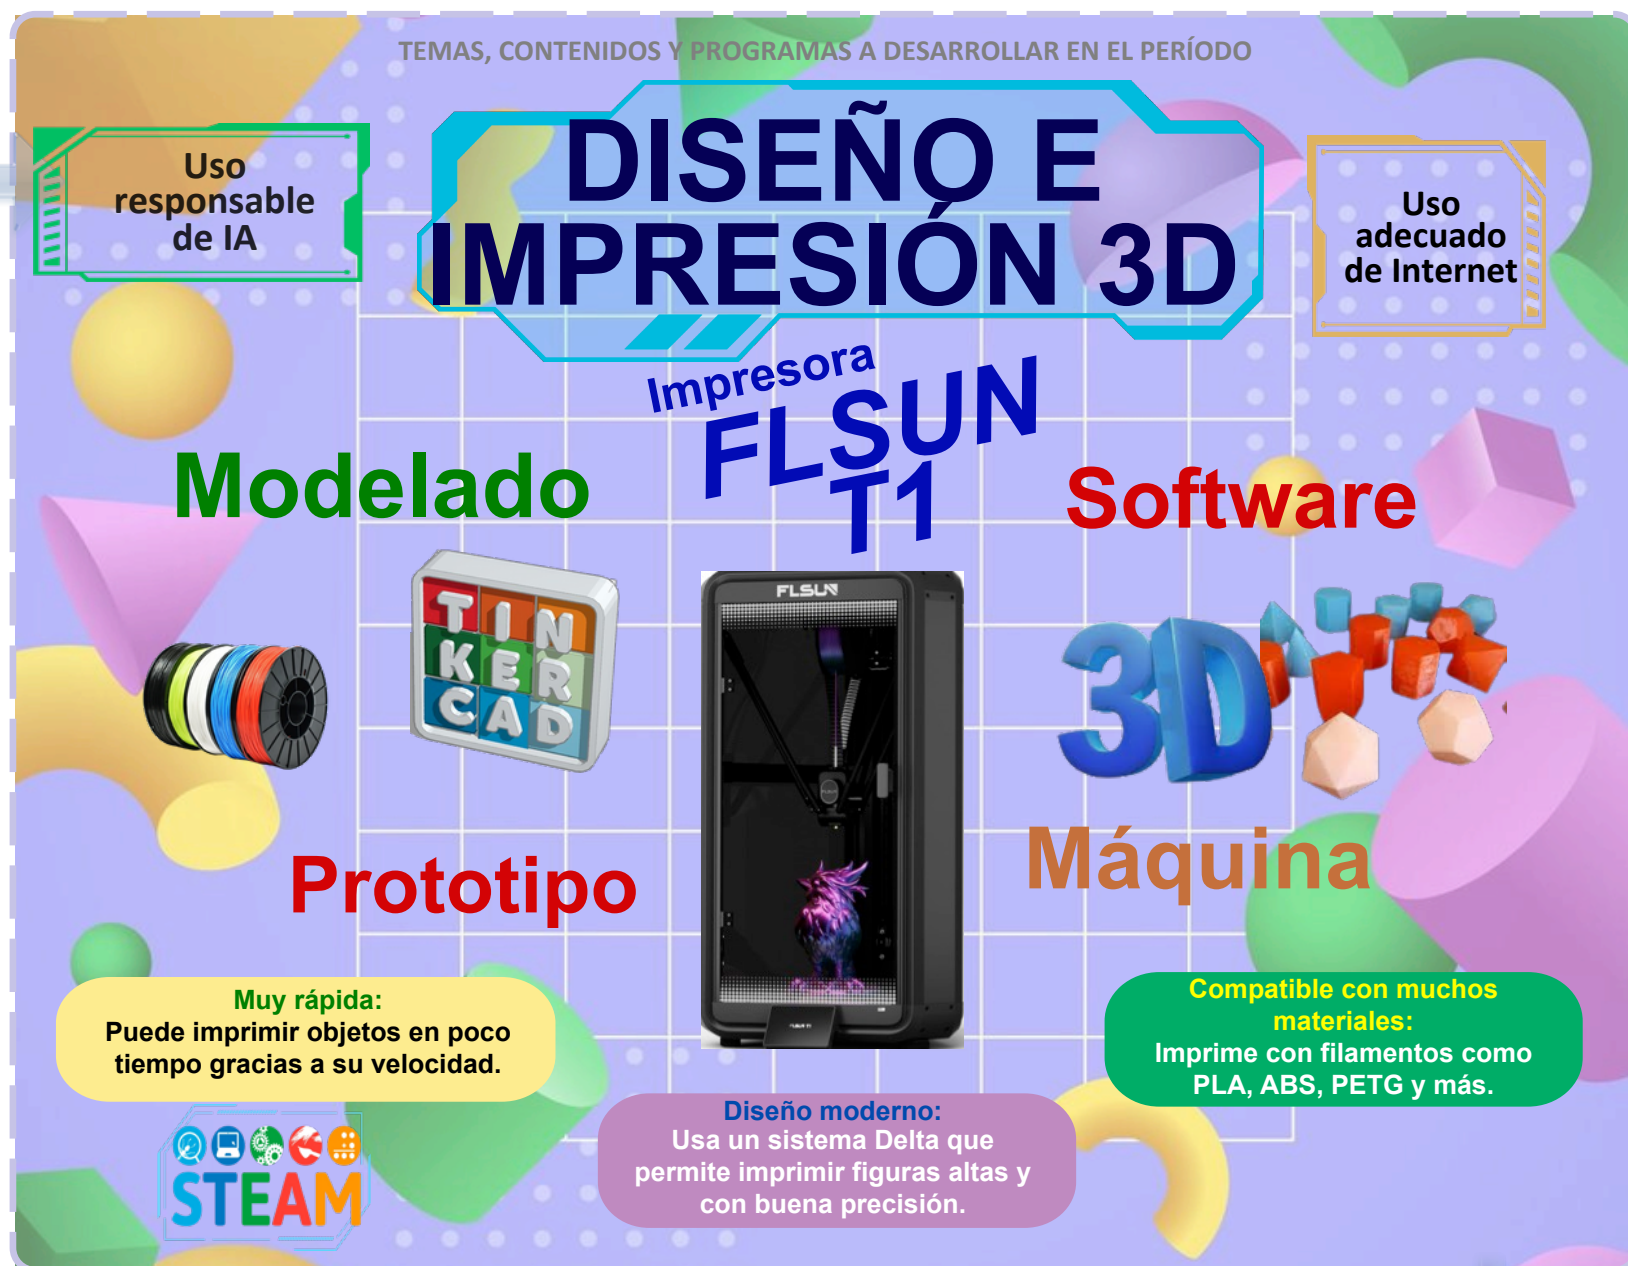 TEMAS, CONTENIDOS Y PROGRAMAS A DESARROLLAR EN EL PERÍODO
Uso
responsable
de IA
DISEÑO E
IMPRESIÓN 3D
Uso
adecuado
de Internet
Impresora
FLSUN
T1
Modelado
Software
TIN
KER
CAD
FLSUN
3D
Prototipo
Máquina
Muy rápida:
Puede imprimir objetos en poco
tiempo gracias a su velocidad.
Compatible con muchos
materiales:
Imprime con filamentos como
PLA, ABS, PETG y más.
Diseño moderno:
Usa un sistema Delta que
permite imprimir figuras altas y
con buena precisión.
STEAM